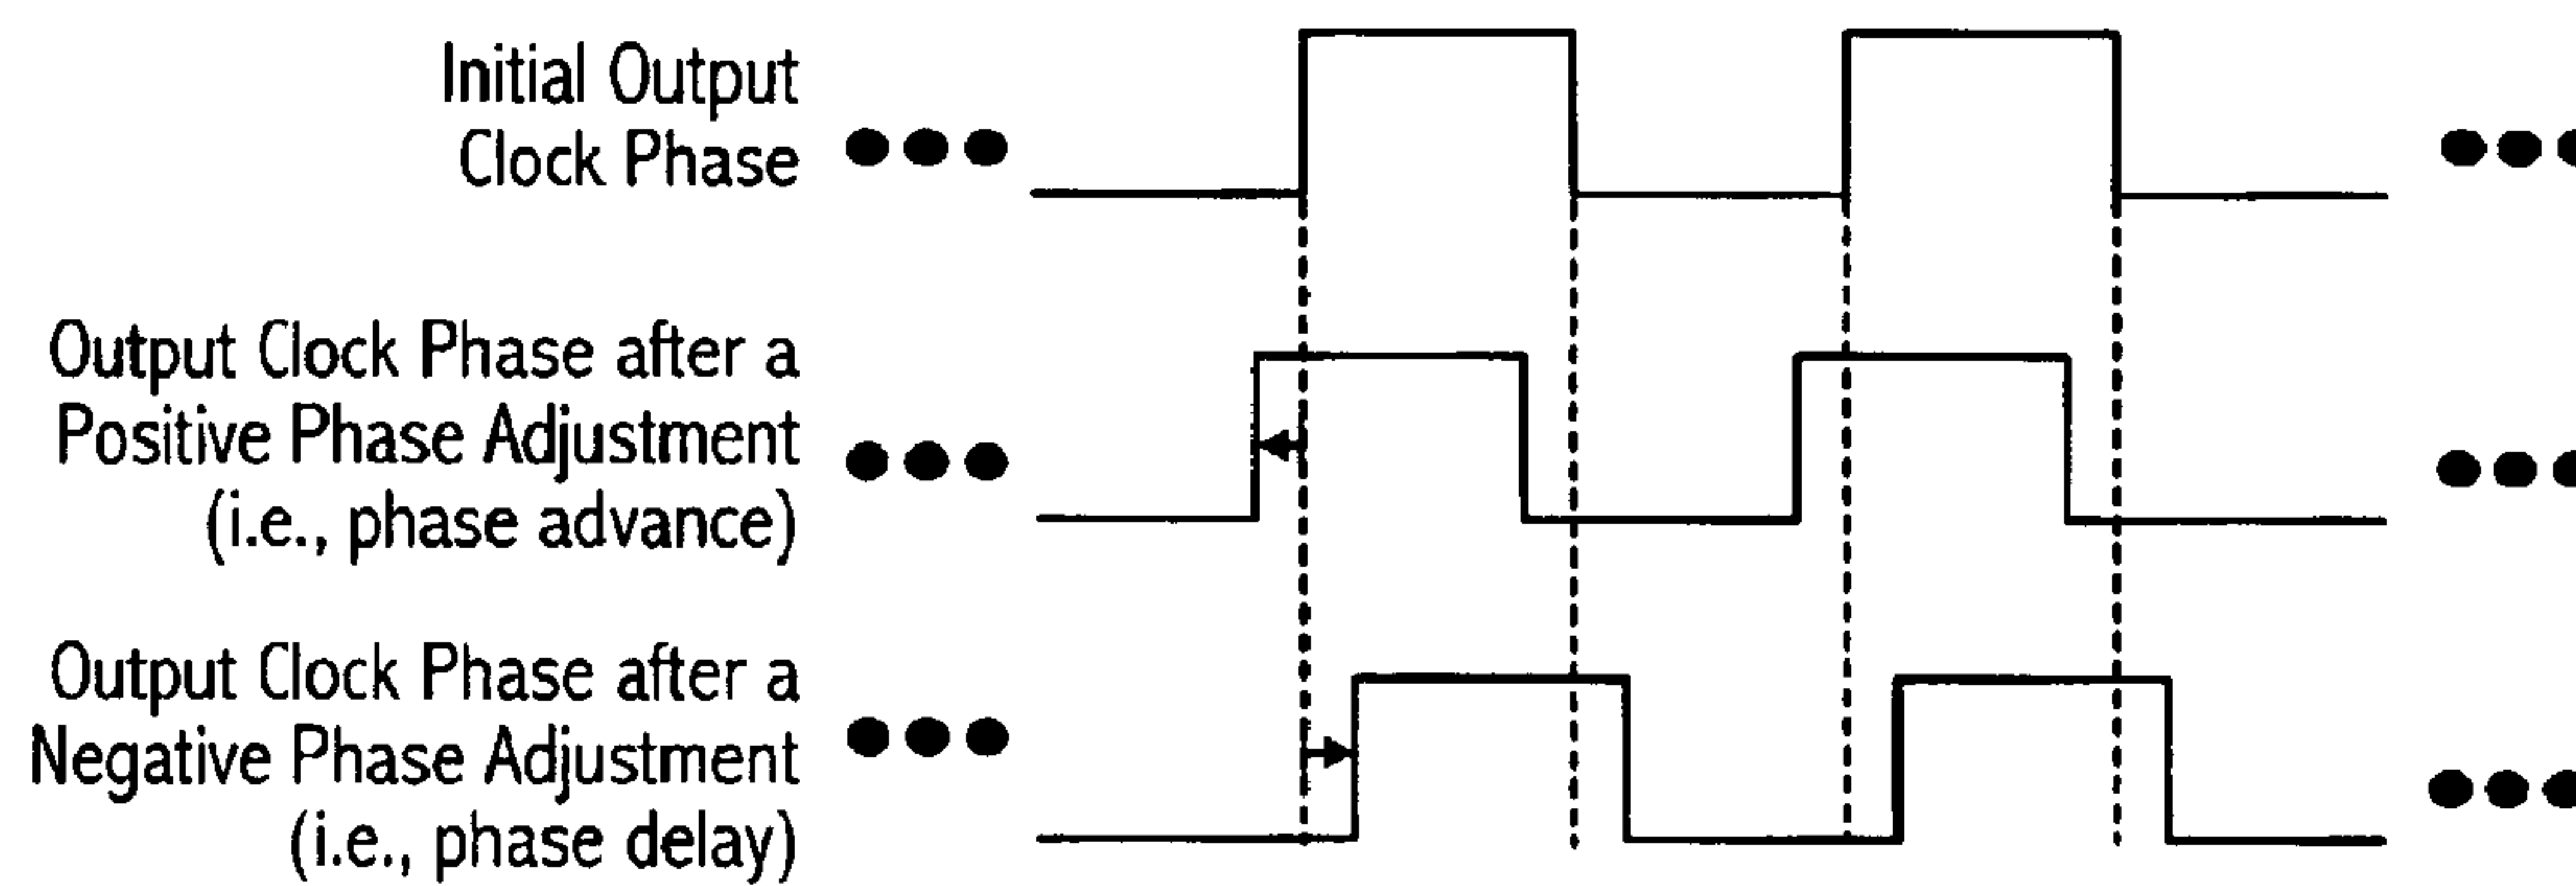 Initial Output
Clock Phase
Output Clock Phase after a
Positive Phase Adjustment
(i.e., phase advance)
Output Clock Phase after a
Negative Phase Adjustment
(i.e., phase delay)